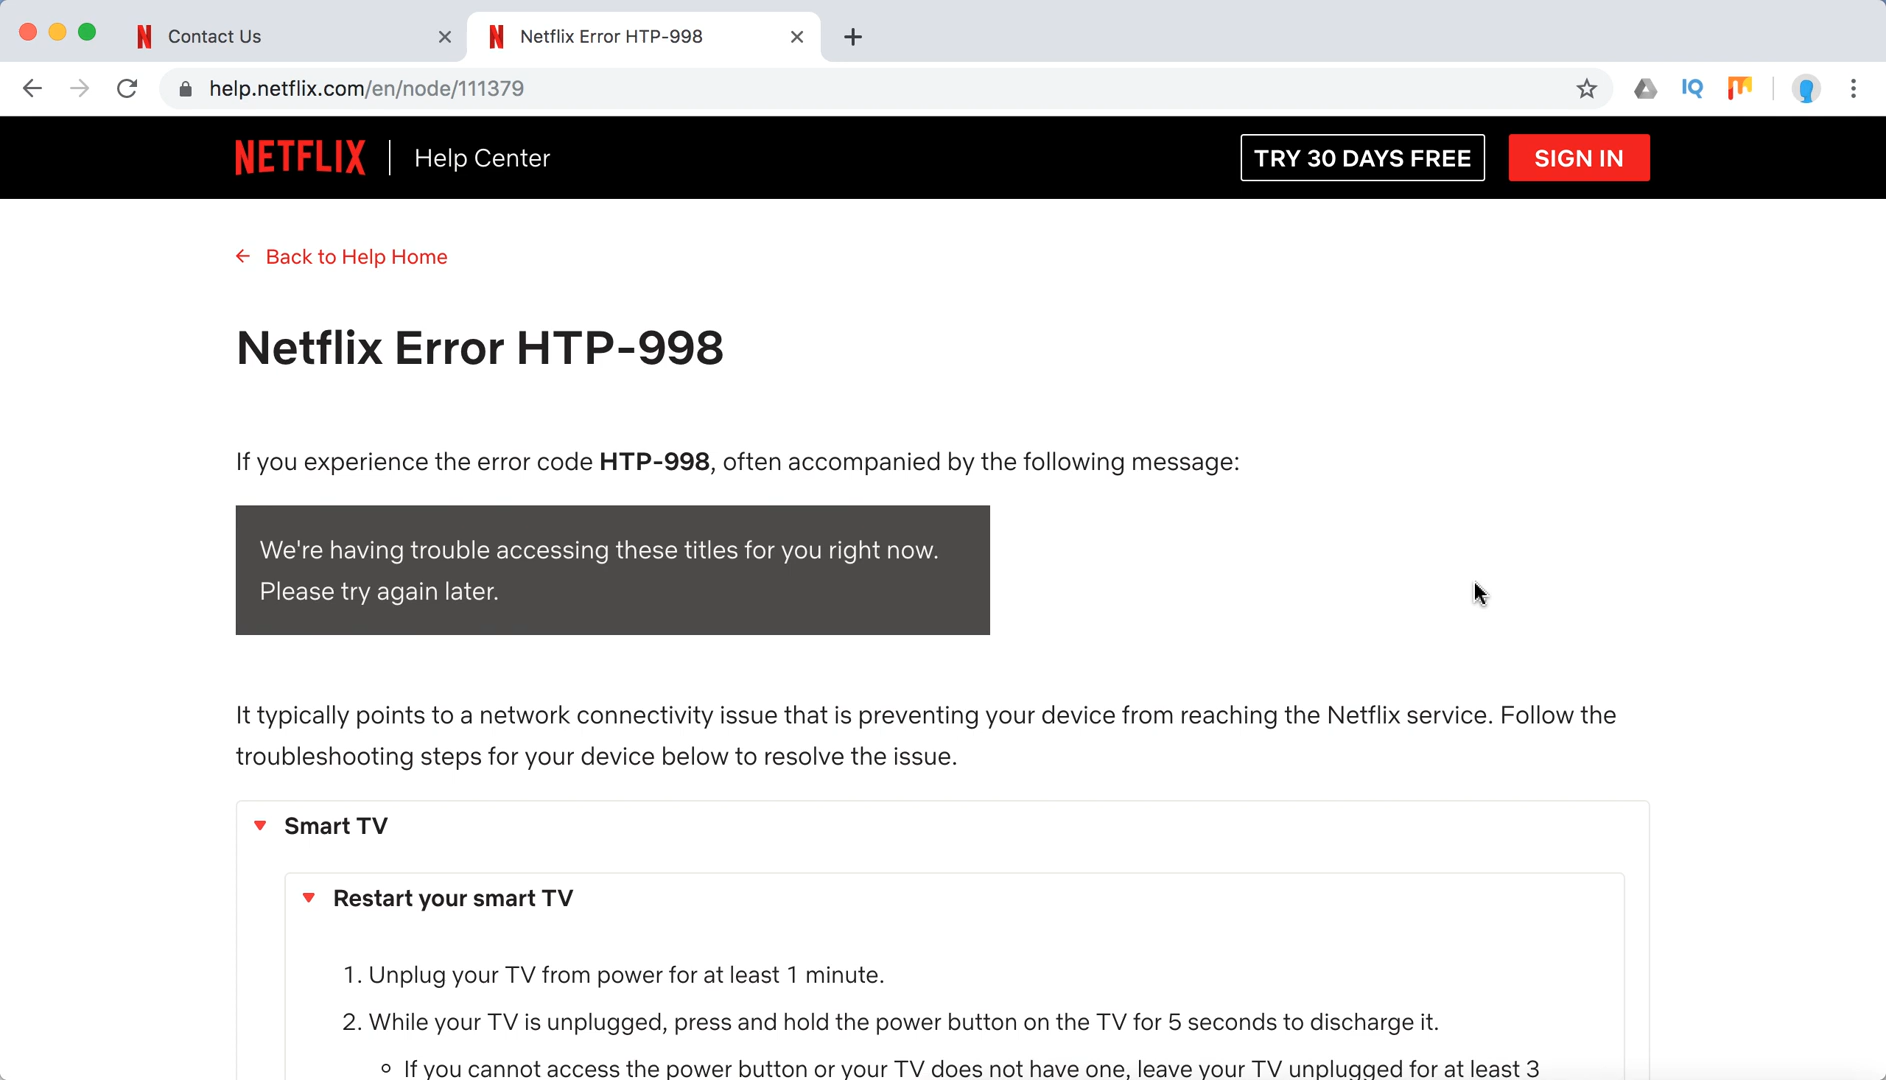 Contact Us
Netflix Error HTP-998
help.netflix.com/en/node/111379
IQ
NETFLIX
Help Center
TRY 30 DAYS FREE
SIGN IN
Back to Help Home
Netflix Error HTP-998
If you experience the error code HTP-998, often accompanied by the following message:
We're having trouble accessing these titles for you right now.
Please try again later.
It typically points to a network connectivity issue that is preventing your device from reaching the Netflix service. Follow the
troubleshooting steps for your device below to resolve the issue.
Smart TV
Restart your smart TV
1. Unplug your TV from power for at least 1 minute.
2. While your TV is unplugged, press and hold the power button on the TV for 5 seconds to discharge it.
If you cannot access the power button or your TV does not have one, leave your TV unplugged for at least 3